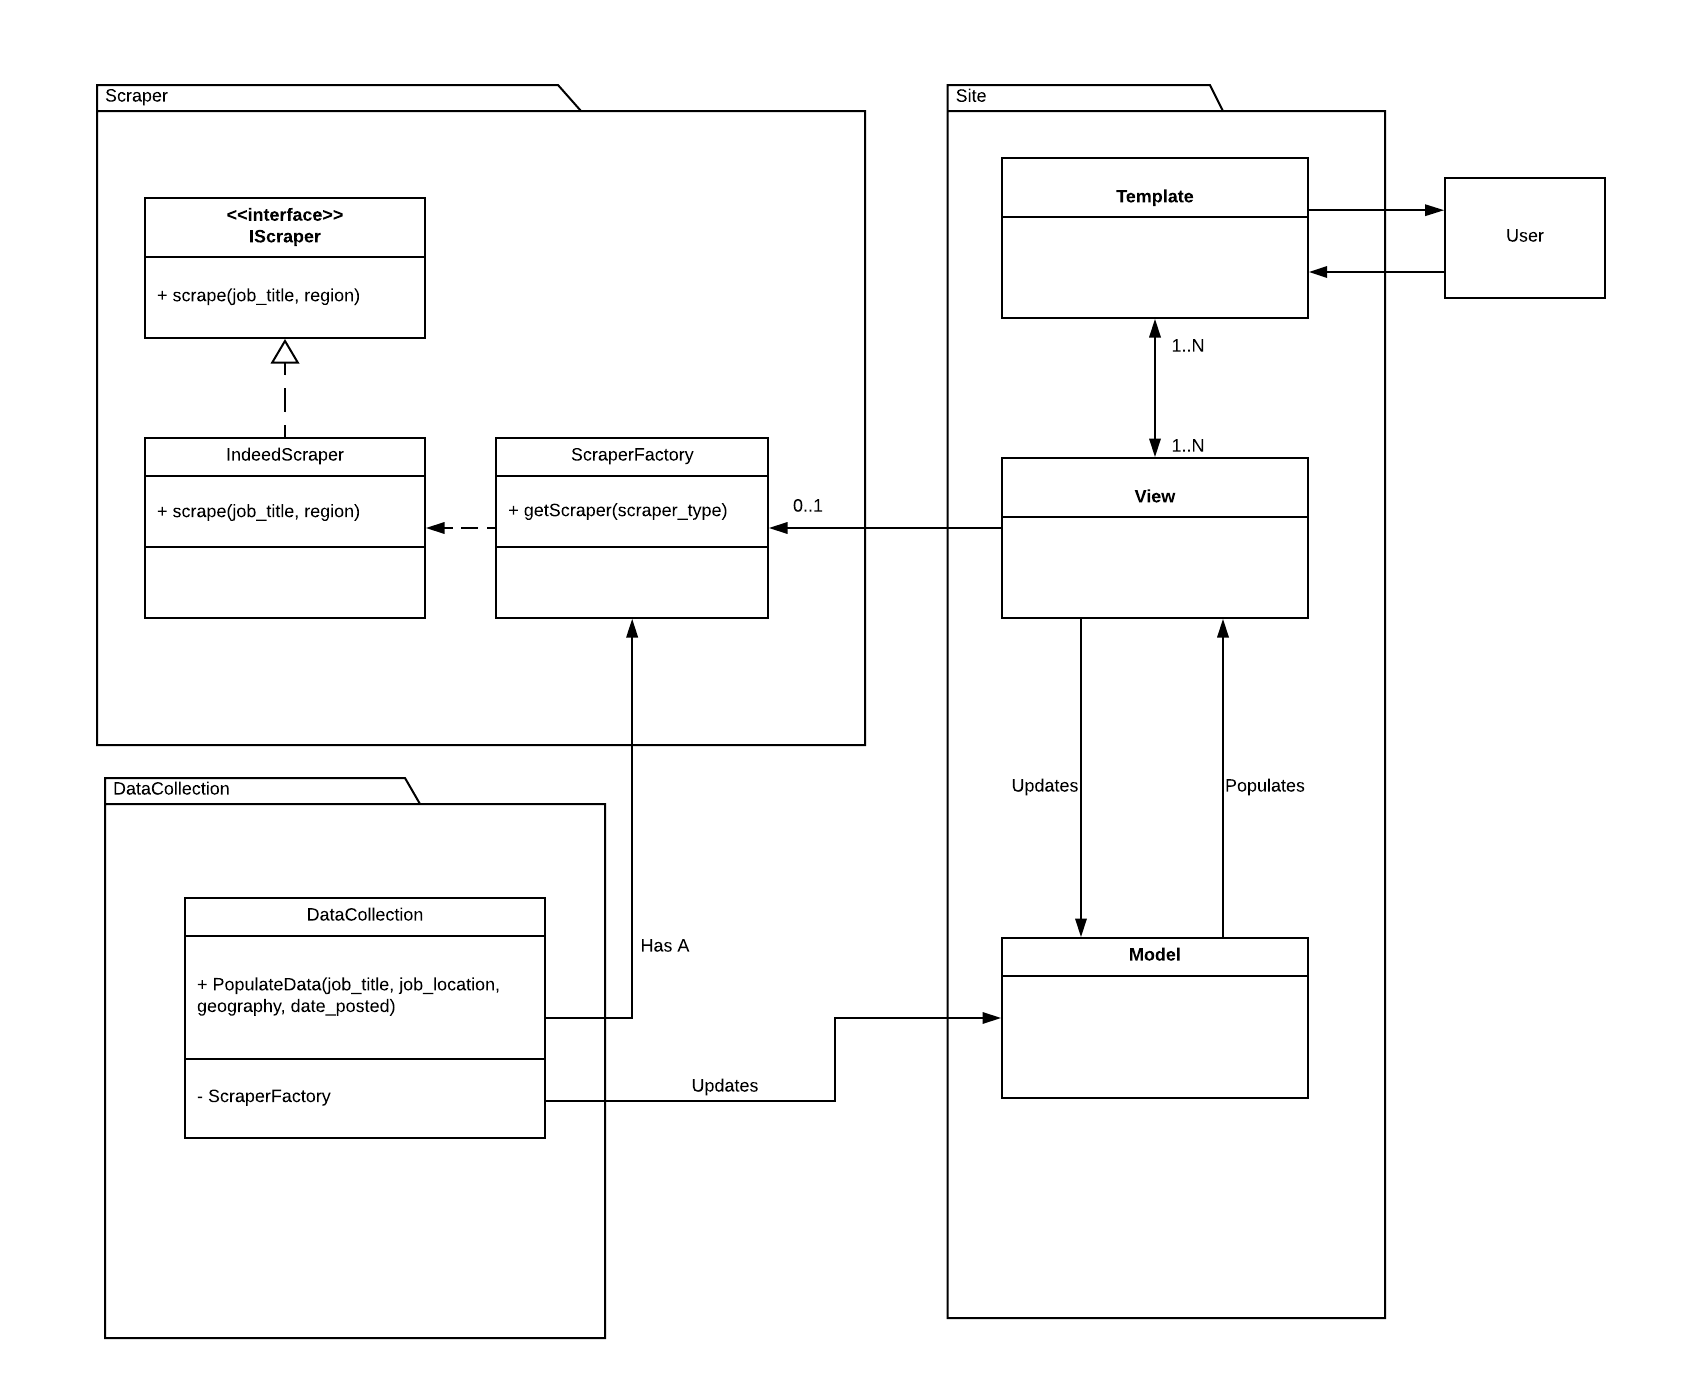 Scraper
<<interface>>
IScraper
+ scrape(job_title, region)
IndeedScraper
+ scrape(job_title, region)
ScraperFactory
+ getScraper(scraper_type)
0..1
Site
Template
User
1..N
1..N
View
Updates
Populates
Model
DataCollection
DataCollection
+ PopulateData(job_title, job_location,
geography, date_posted)
- ScraperFactory
Has A
Updates